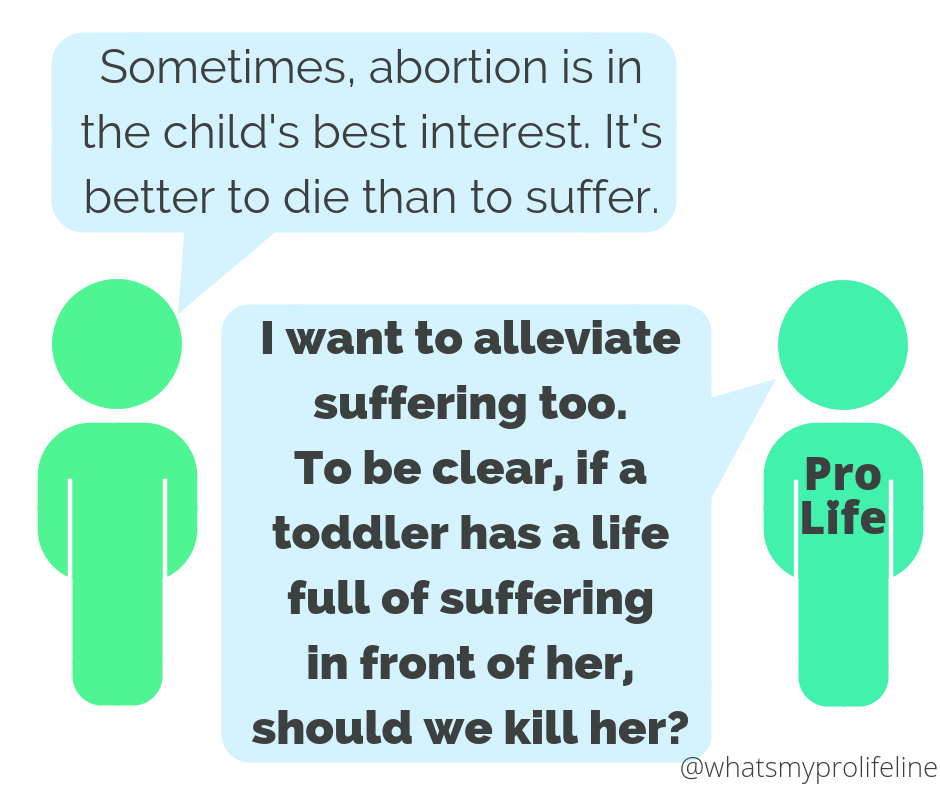 Sometimes, abortion is in
the child's best interest. It's
better to die than to suffer.
I want to alleviate
suffering too.
To be clear, if a
toddler has a life
full of suffering
in front of her,
should we kill her?
Pro
Life
@whatsmyprolifeline